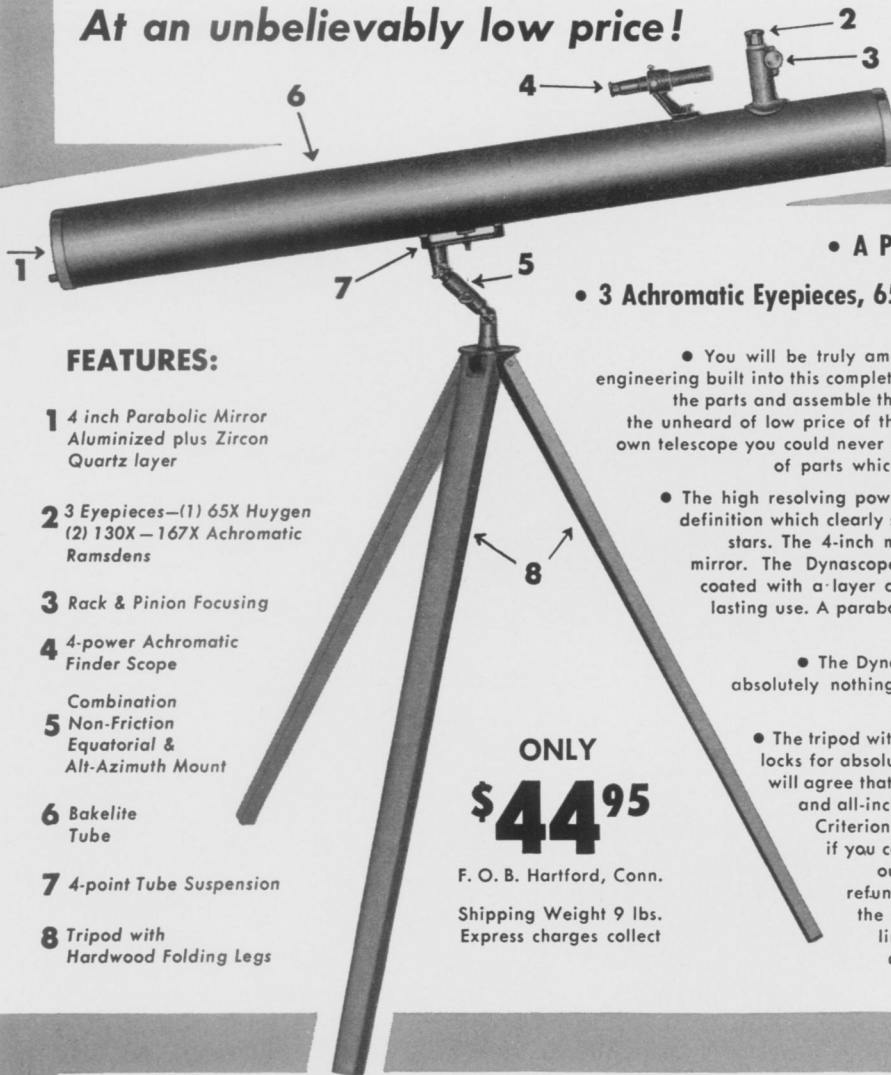 At an unbelievably low price!
2
3
4
6
1
7
5
8
• A P
• 3 Achromatic Eyepieces, 65
FEATURES:
1 4 inch Parabolic Mirror
Aluminized plus Zircon
Quartz layer
2 3 Eyepieces—(1) 65X Huygen
(2) 130X — 167X Achromatic
Ramsdens
3 Rack & Pinion Focusing
4 4-power Achromatic
Finder Scope
5 Combination
Non-Friction
Equatorial &
Alt-Azimuth Mount
6 Bakelite
Tube
7 4-point Tube Suspension
8 Tripod with
Hardwood Folding Legs
ONLY
$44 95
F. O. B. Hartford, Conn.
Shipping Weight 9 lbs.
Express charges collect
• You will be truly am
engineering built into this complet
the parts and assemble th
the unheard of low price of th
own telescope you could never
of parts whic
• The high resolving pow
definition which clearly
stars. The 4-inch m
mirror. The Dynascope
coated with a layer o
lasting use. A parabo
• The Dyna
absolutely nothing
• The tripod wit
locks for absolu
will agree that
and all-inc
Criterion
if you c
ou
refun
the
li